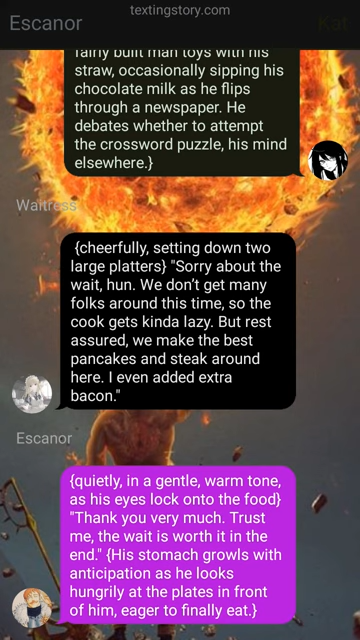 textingstory.com
Escanor
Kat
fairly built man toys with his
straw, occasionally sipping his
chocolate milk as he flips
through a newspaper. He
debates whether to attempt
the crossword puzzle, his mind
elsewhere.}
Waitress
{cheerfully, setting down two
large platters} "Sorry about the
wait, hun. We don't get many
folks around this time, so the
cook gets kinda lazy. But rest
assured, we make the best
pancakes and steak around
here. I even added extra
bacon."
Escanor
{quietly, in a gentle, warm tone,
as his eyes lock onto the food}
"Thank you very much. Trust
me, the wait is worth it in the
end." {His stomach growls with
anticipation as he looks
hungrily at the plates in front
of him, eager to finally eat.}